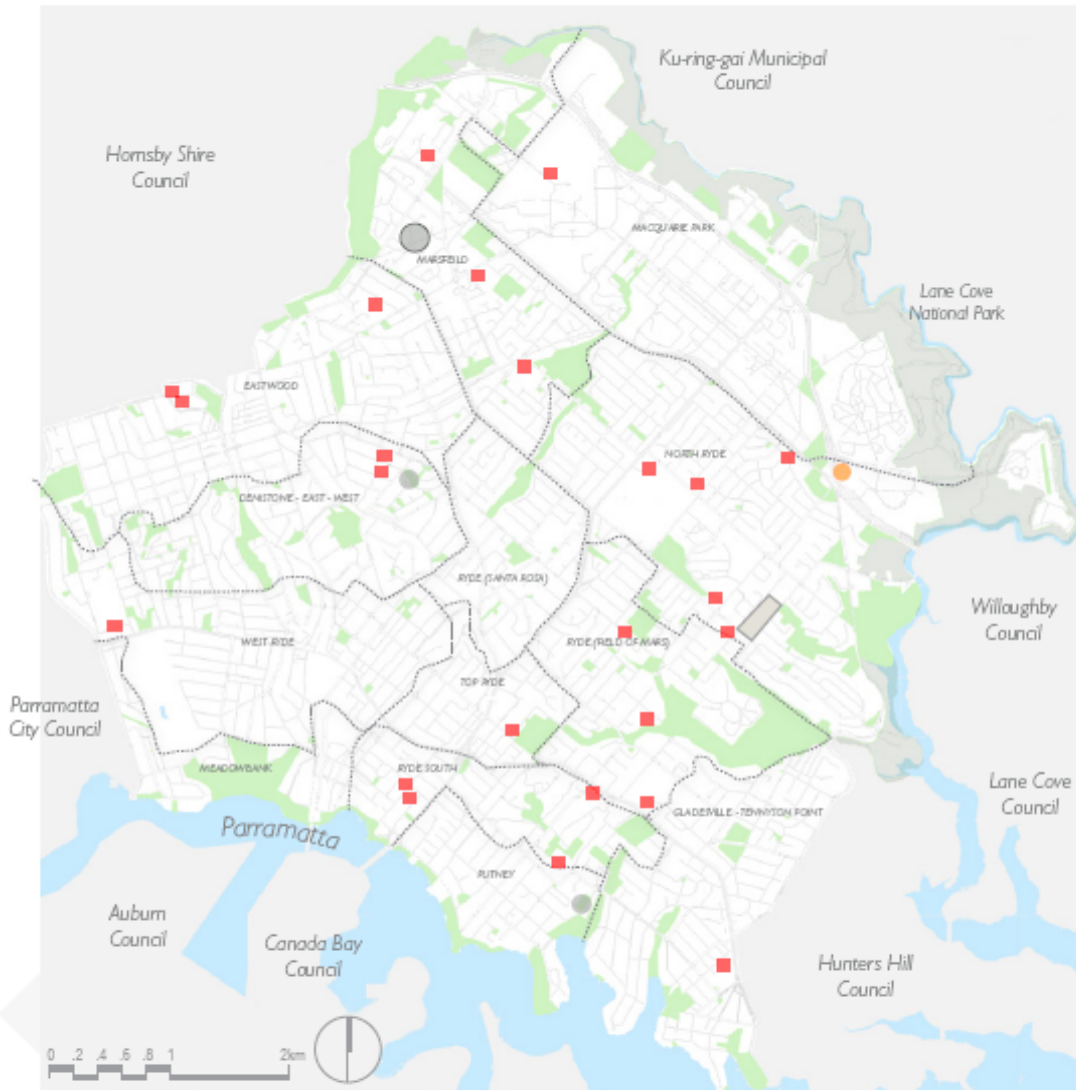 Ku-ring-gai Municipal
Council
Hornsby Shire
Council
MACQUARIE PARK
MARSFEILD
Lane Cove
National Park
EASTWOOD
NORTH RYDE
DENISTONE - EAST - WEST
RYDE (SANTA ROSA)
Willoughby
Council
WEST RYDE
RYDE (FIELD OF MARS)
TOP RYDE
Parramatta
City Council
MEADOWBANK
RYDE SOUTH
Lane Cove
Council
GLADESVILLE - TENNYSON POINT
Parramatta
PUTNEY
Auburn
Council
Canada Bay
Council
Hunters Hill
Council
0 .2 .4 .6 .8 1 2km